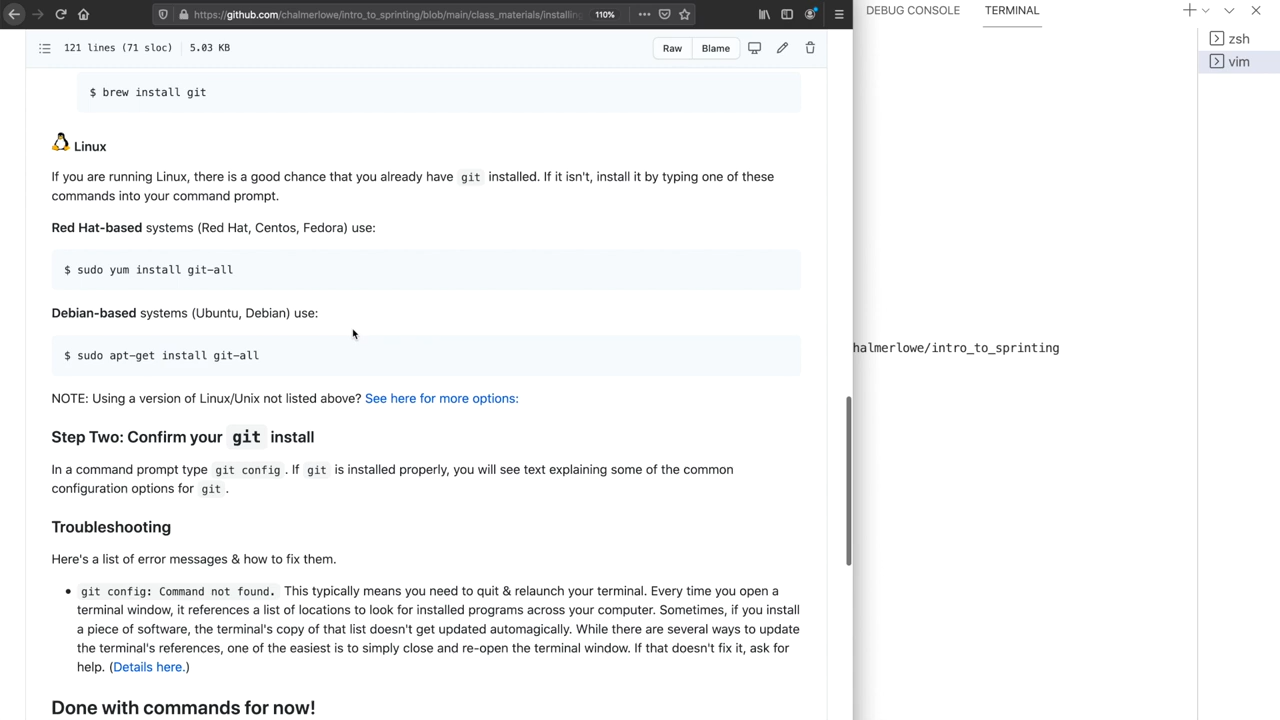 https://github.com/chalmerlowe/intro_to_sprinting/blob/main/class_materials/installin
110%
DEBUG CONSOLE
TERMINAL
zsh
vim
121 lines (71 sloc)
5.03 KB
Raw
Blame
$ brew install git
Linux
If you are running Linux, there is a good chance that you already have git installed. If it isn't, install it by typing one of these
commands into your command prompt.
Red Hat-based systems (Red Hat, Centos, Fedora) use:
$ sudo yum install git-all
Debian-based systems (Ubuntu, Debian) use:
halmerlowe/intro_to_sprinting
$ sudo apt-get install git-all
NOTE: Using a version of Linux/Unix not listed above? See here for more options:
Step Two: Confirm your git install
In a command prompt type git config. If git is installed properly, you will see text explaining some of the common
configuration options for git.
Troubleshooting
Here's a list of error messages & how to fix them.
git config: Command not found. This typically means you need to quit & relaunch your terminal. Every time you open a
terminal window, it references a list of locations to look for installed programs across your computer. Sometimes, if you install
a piece of software, the terminal's copy of that list doesn't get updated automagically. While there are several ways to update
the terminal's references, one of the easiest is to simply close and re-open the terminal window. If that doesn't fix it, ask for
help. (Details here.)
Done with commands for now!